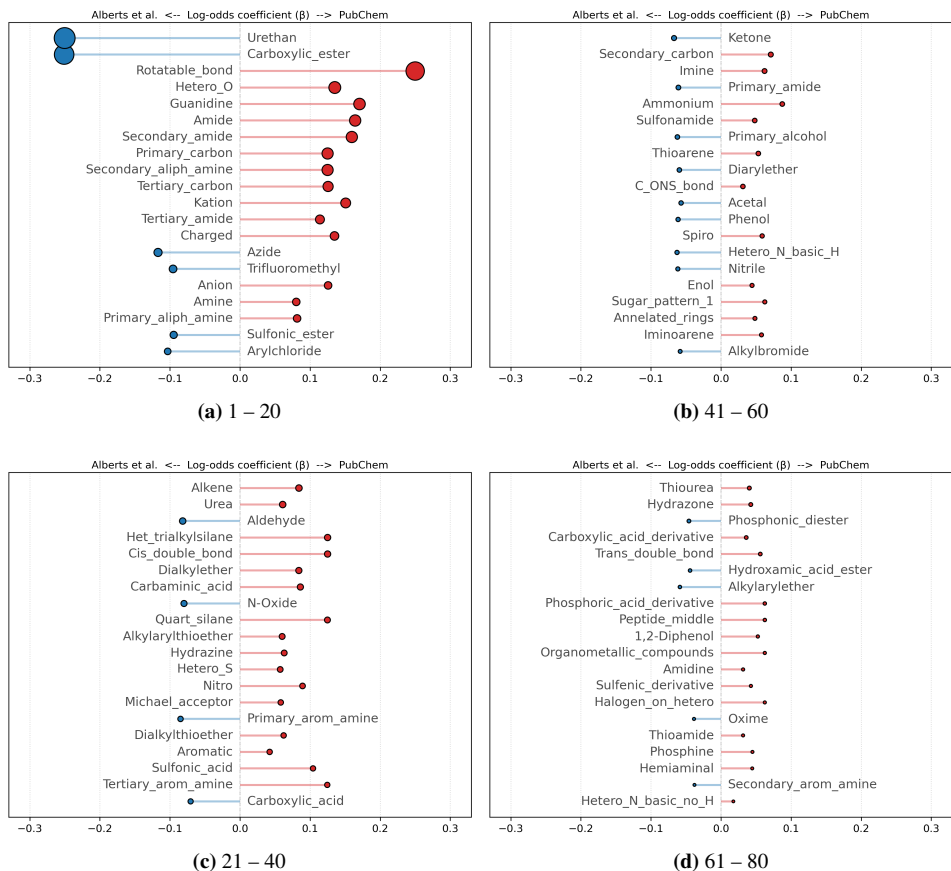 Alberts et al. <-- Log-odds coefficient (β) --> PubChem
Urethan
Carboxylic_ester
Rotatable_bond
Hetero_O
Guanidine
Amide
Secondary_amide
Primary_carbon
Secondary_aliph_amine
Tertiary_carbon
Kation
Tertiary_amide
Charged
Azide
Trifluoromethyl
Anion
Amine
Primary_aliph_amine
Sulfonic_ester
Arylchloride
−0.3 −0.2 −0.1 0.0 0.1 0.2 0.3
(a) 1 – 20
Alberts et al. <-- Log-odds coefficient (β) --> PubChem
Ketone
Secondary_carbon
Imine
Primary_amide
Ammonium
Sulfonamide
Primary_alcohol
Thioarene
Diarylether
C_ONS_bond
Acetal
Phenol
Spiro
Hetero_N_basic_H
Nitrile
Enol
Sugar_pattern_1
Annelated_rings
Iminoarene
Alkylbromide
−0.3 −0.2 −0.1 0.0 0.1 0.2 0.3
(b) 41 – 60
Alberts et al. <-- Log-odds coefficient (β) --> PubChem
Alkene
Urea
Aldehyde
Het_trialkylsilane
Cis_double_bond
Dialkylether
Carbaminic_acid
N-Oxide
Quart_silane
Alkylarylthioether
Hydrazine
Hetero_S
Nitro
Michael_acceptor
Primary_arom_amine
Dialkylthioether
Aromatic
Sulfonic_acid
Tertiary_arom_amine
Carboxylic_acid
−0.3 −0.2 −0.1 0.0 0.1 0.2 0.3
(c) 21 – 40
Alberts et al. <-- Log-odds coefficient (β) --> PubChem
Thiourea
Hydrazone
Phosphonic_diester
Carboxylic_acid_derivative
Trans_double_bond
Hydroxamic_acid_ester
Alkylarylether
Phosphoric_acid_derivative
Peptide_middle
1,2-Diphenol
Organometallic_compounds
Amidine
Sulfenic_derivative
Halogen_on_hetero
Oxime
Thioamide
Phosphine
Hemiaminal
Secondary_arom_amine
Hetero_N_basic_no_H
−0.3 −0.2 −0.1 0.0 0.1 0.2 0.3
(d) 61 – 80